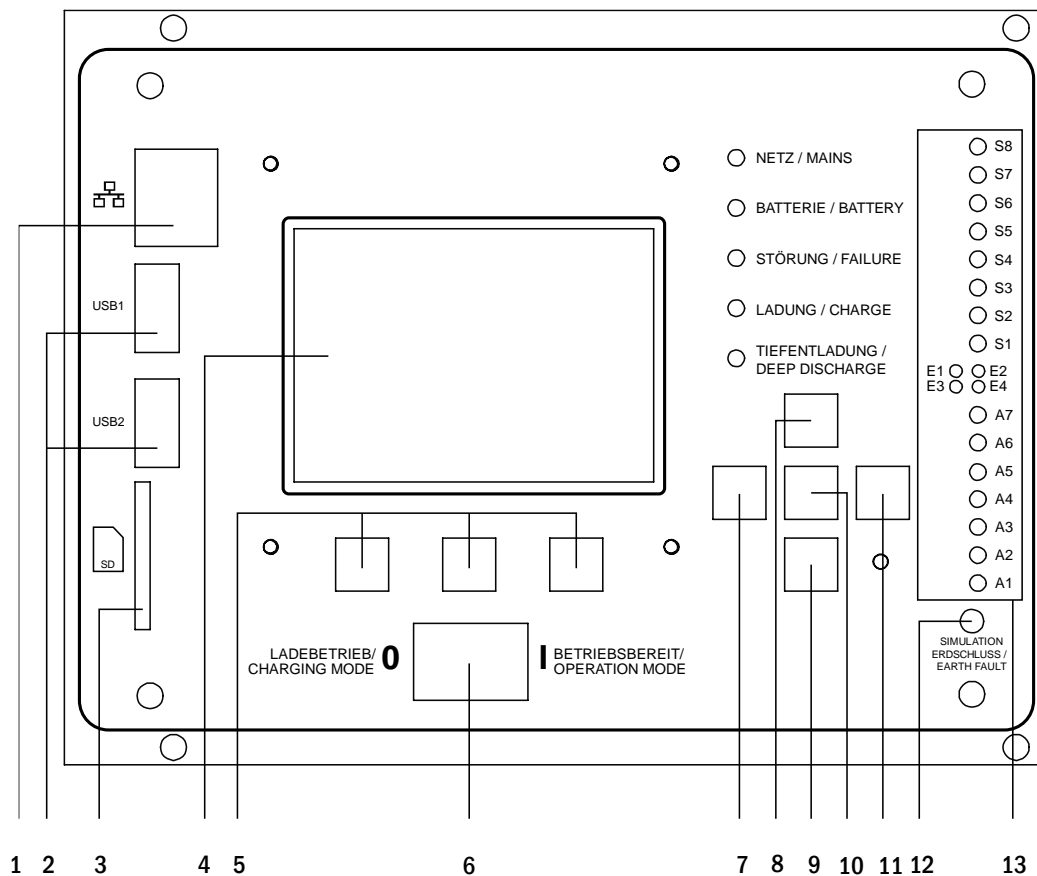 S8
NETZ / MAINS
S7
S6
BATTERIE / BATTERY
S5
STÖRUNG / FAILURE
S4
S3
USB1
LADUNG / CHARGE
S2
S1
TIEFENTLADUNG /
DEEP DISCHARGE
E1 E2
E3 E4
USB2
A7
A6
A5
A4
A3
SD
A2
A1
LADEBETRIEB/
CHARGING MODE
0
I
BETRIEBSBEREIT/
OPERATION MODE
SIMULATION
ERDSCHLUSS /
EARTH FAULT
1 2 3 4 5 6 7 8 9 10 11 12 13